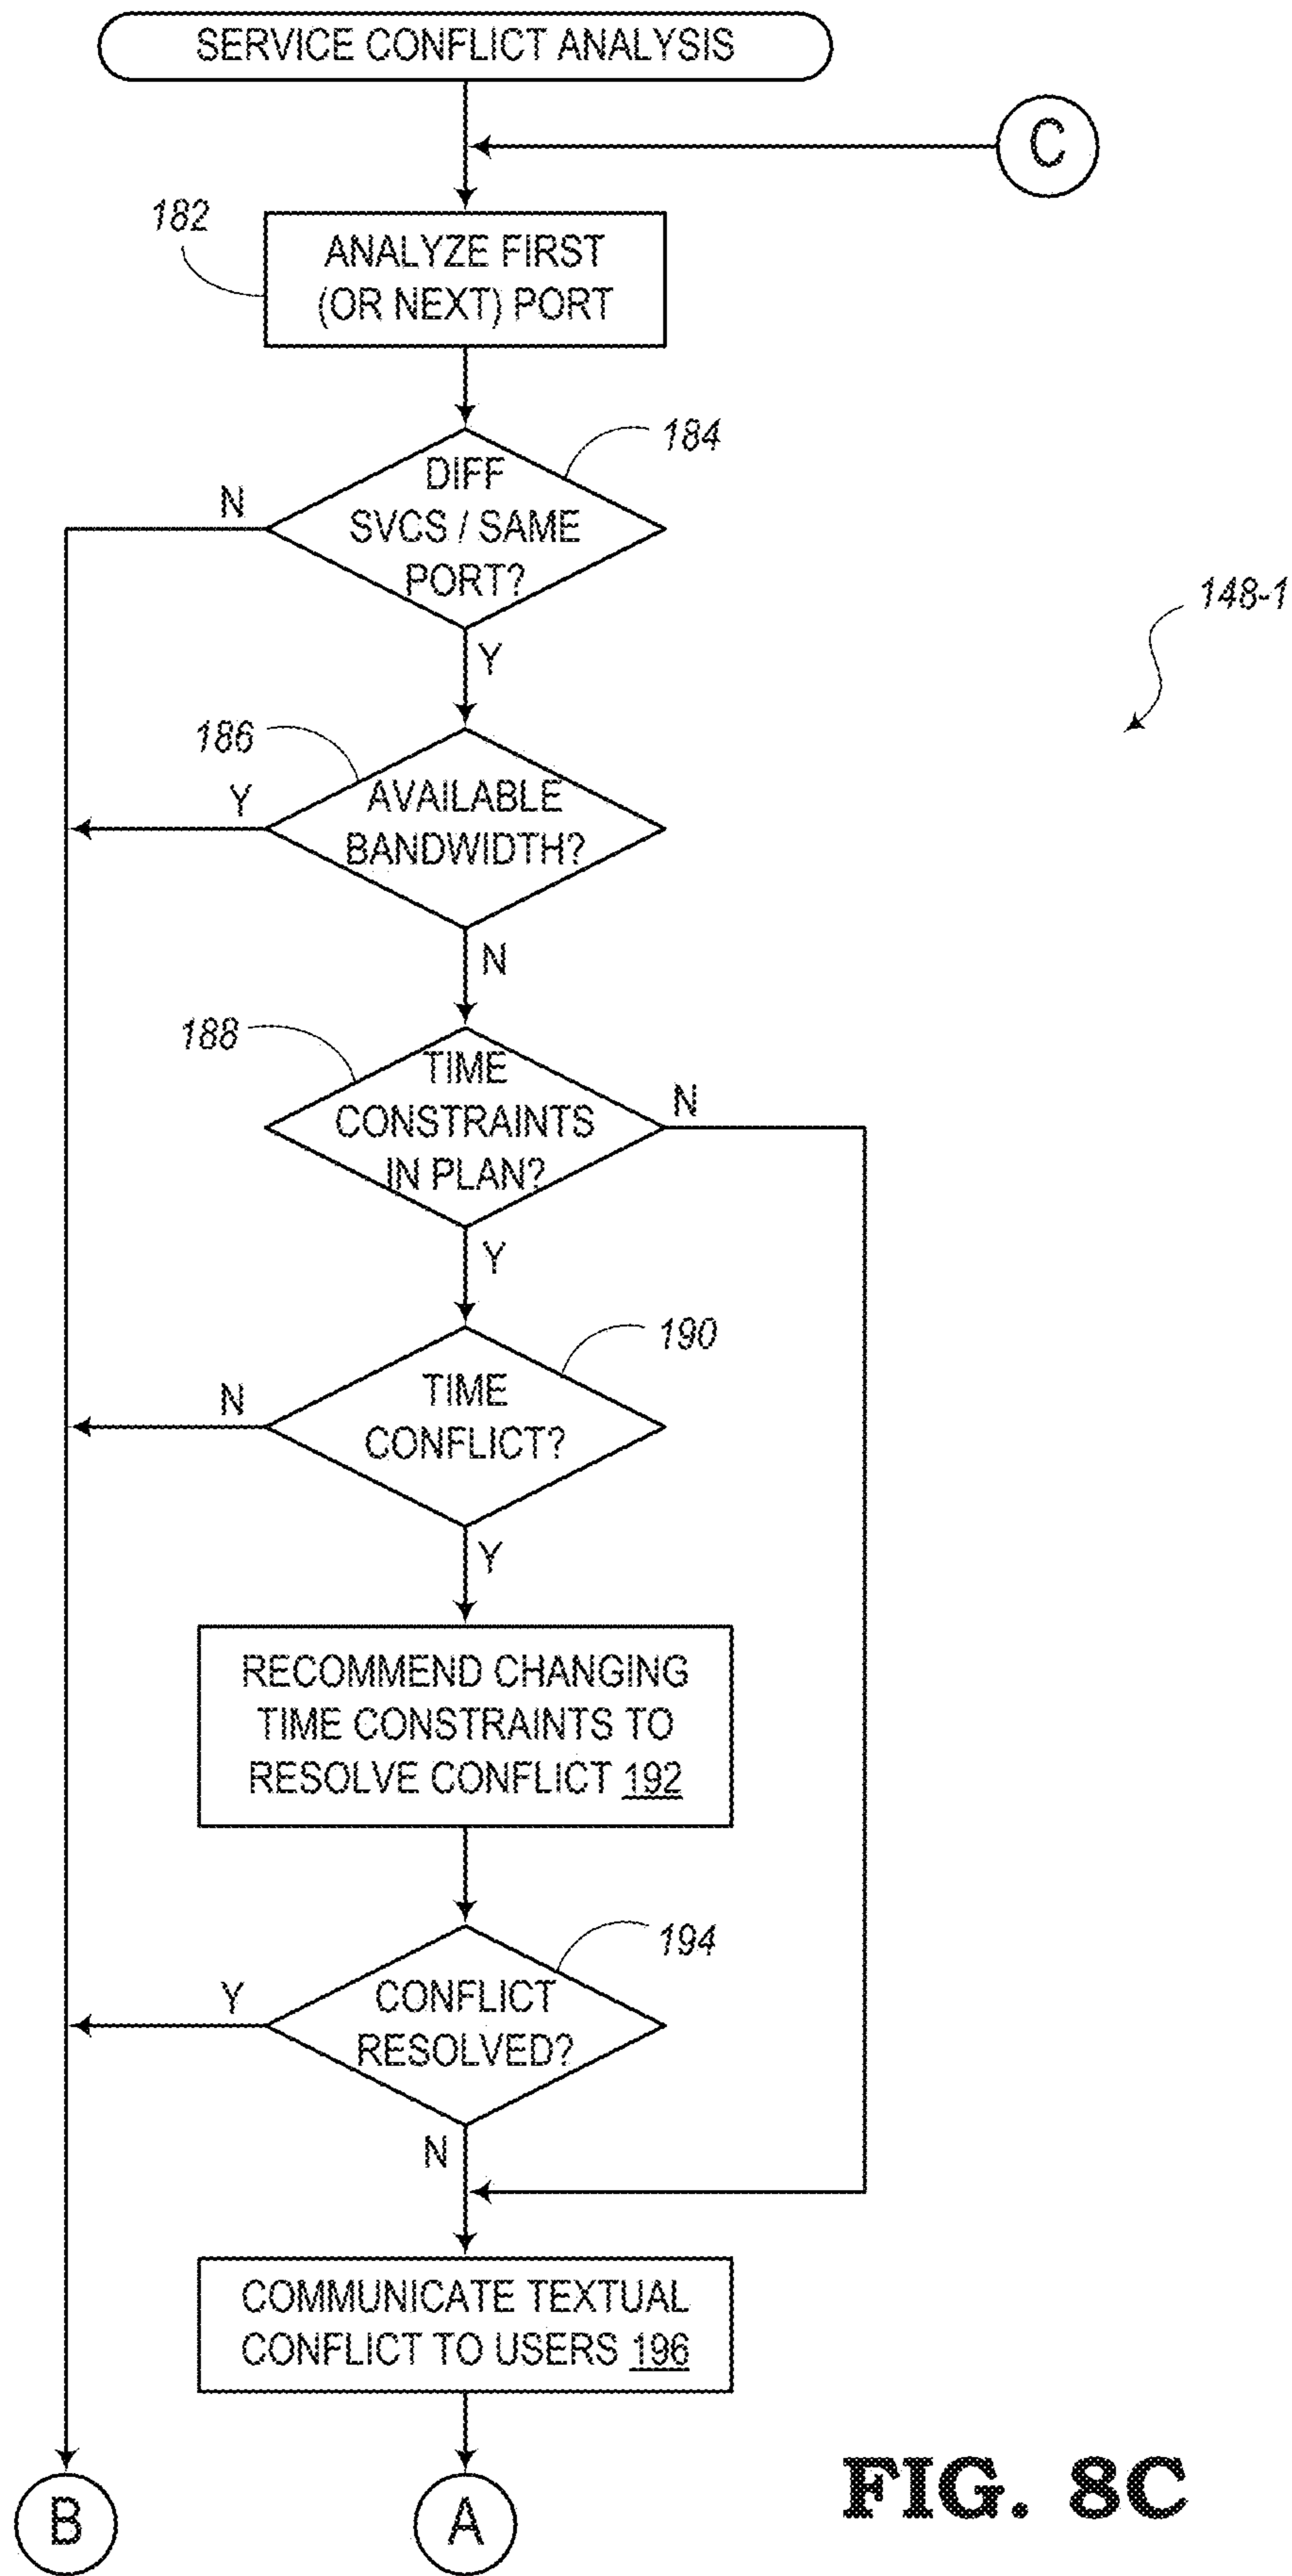 SERVICE CONFLICT ANALYSIS
C
182
ANALYZE FIRST
(OR NEXT) PORT
184
N
DIFF
SVCS / SAME
PORT?
148-1
Y
186
Y
AVAILABLE
BANDWIDTH?
N
188
TIME
CONSTRAINTS
IN PLAN?
N
Y
190
N
TIME
CONFLICT?
Y
RECOMMEND CHANGING
TIME CONSTRAINTS TO
RESOLVE CONFLICT 192
194
Y
CONFLICT
RESOLVED?
N
COMMUNICATE TEXTUAL
CONFLICT TO USERS 196
B
A
FIG. 8C